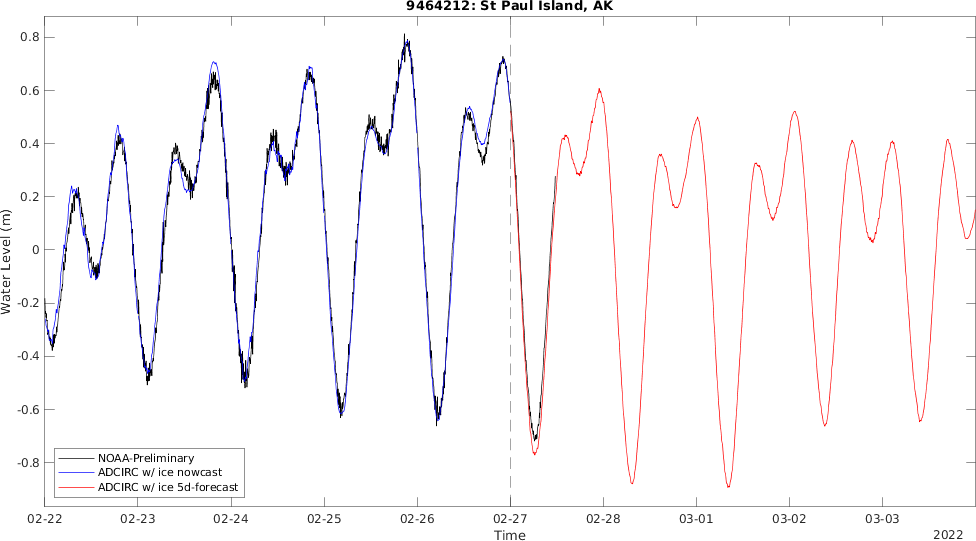 9464212: St Paul Island, AK
0.8
0.6
0.4
0.2
0
-0.2
-0.4
-0.6
-0.8
Water Level (m)
NOAA-Preliminary
ADCIRC w/ ice nowcast
ADCIRC w/ ice 5d-forecast
02-22 02-23 02-24 02-25 02-26 02-27 02-28 03-01 03-02 03-03
Time
2022